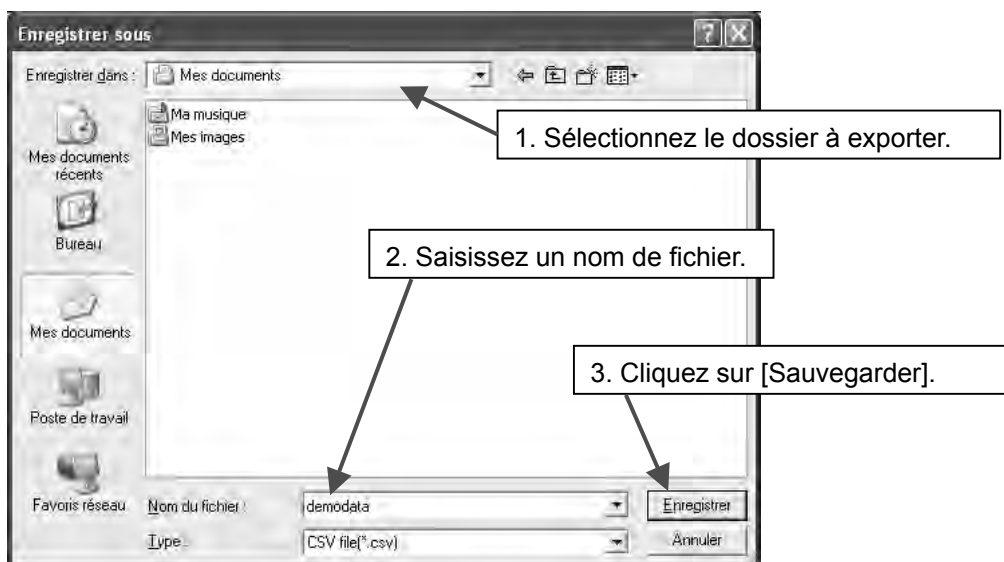 Enregistrer sous
Enregistrer dans :
Mes documents
Ma musique
Mes images
1. Sélectionnez le dossier à exporter.
Mes documents
récents
Bureau
2. Saisissez un nom de fichier.
Mes documents
3. Cliquez sur [Sauvegarder].
Poste de travail
Favoris réseau
Nom du fichier :
demodata
Enregistrer
Type :
CSV file(*.csv)
Annuler